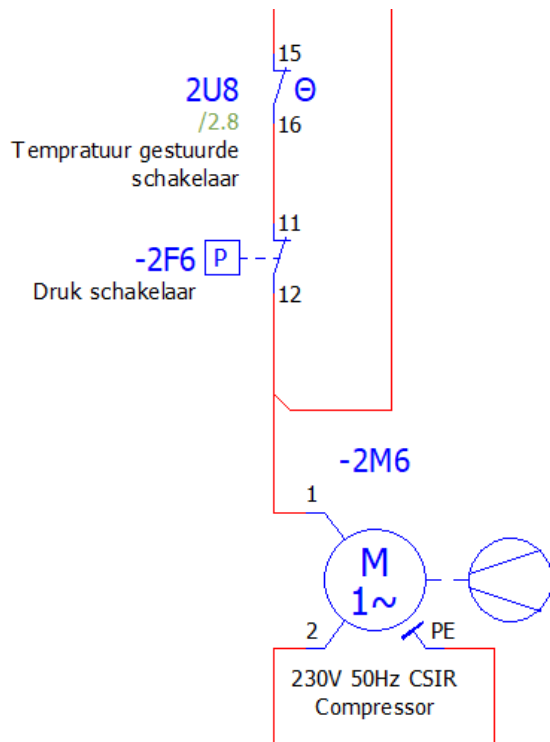 15
2U8 Θ
/2.8
16
Tempratuur gestuurde
schakelaar
11
-2F6 P
12
Druk schakelaar
-2M6
1
M
1~
2
PE
230V 50Hz CSIR
Compressor